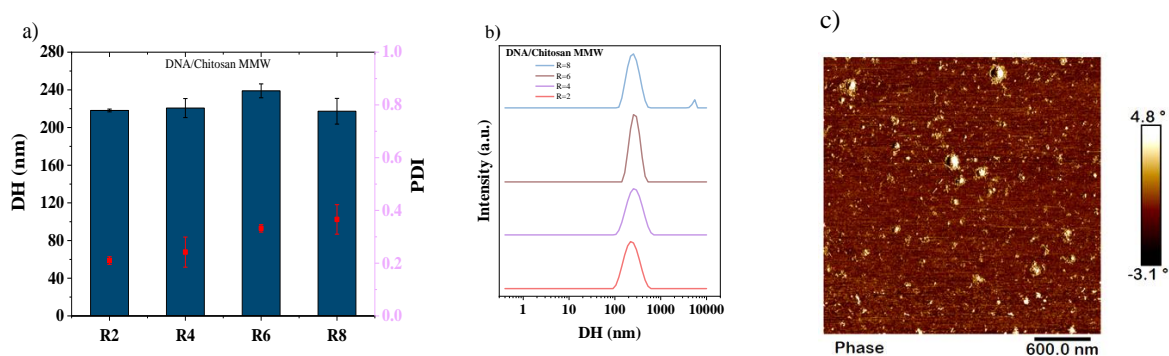 a)
DNA/Chitosan MMW
280
240
200
160
120
80
40
00
DH (nm)
1.0
0.8
0.6
0.4
0.2
0.0
PDI
R2 R4 R6 R8
b)
DNA/Chitosan MMW
R=8
R=6
R=4
R=2
Intensity (a.u.)
1 10 100 1000 10000
DH (nm)
c)
4.8 °
-3.1 °
Phase
600.0 nm